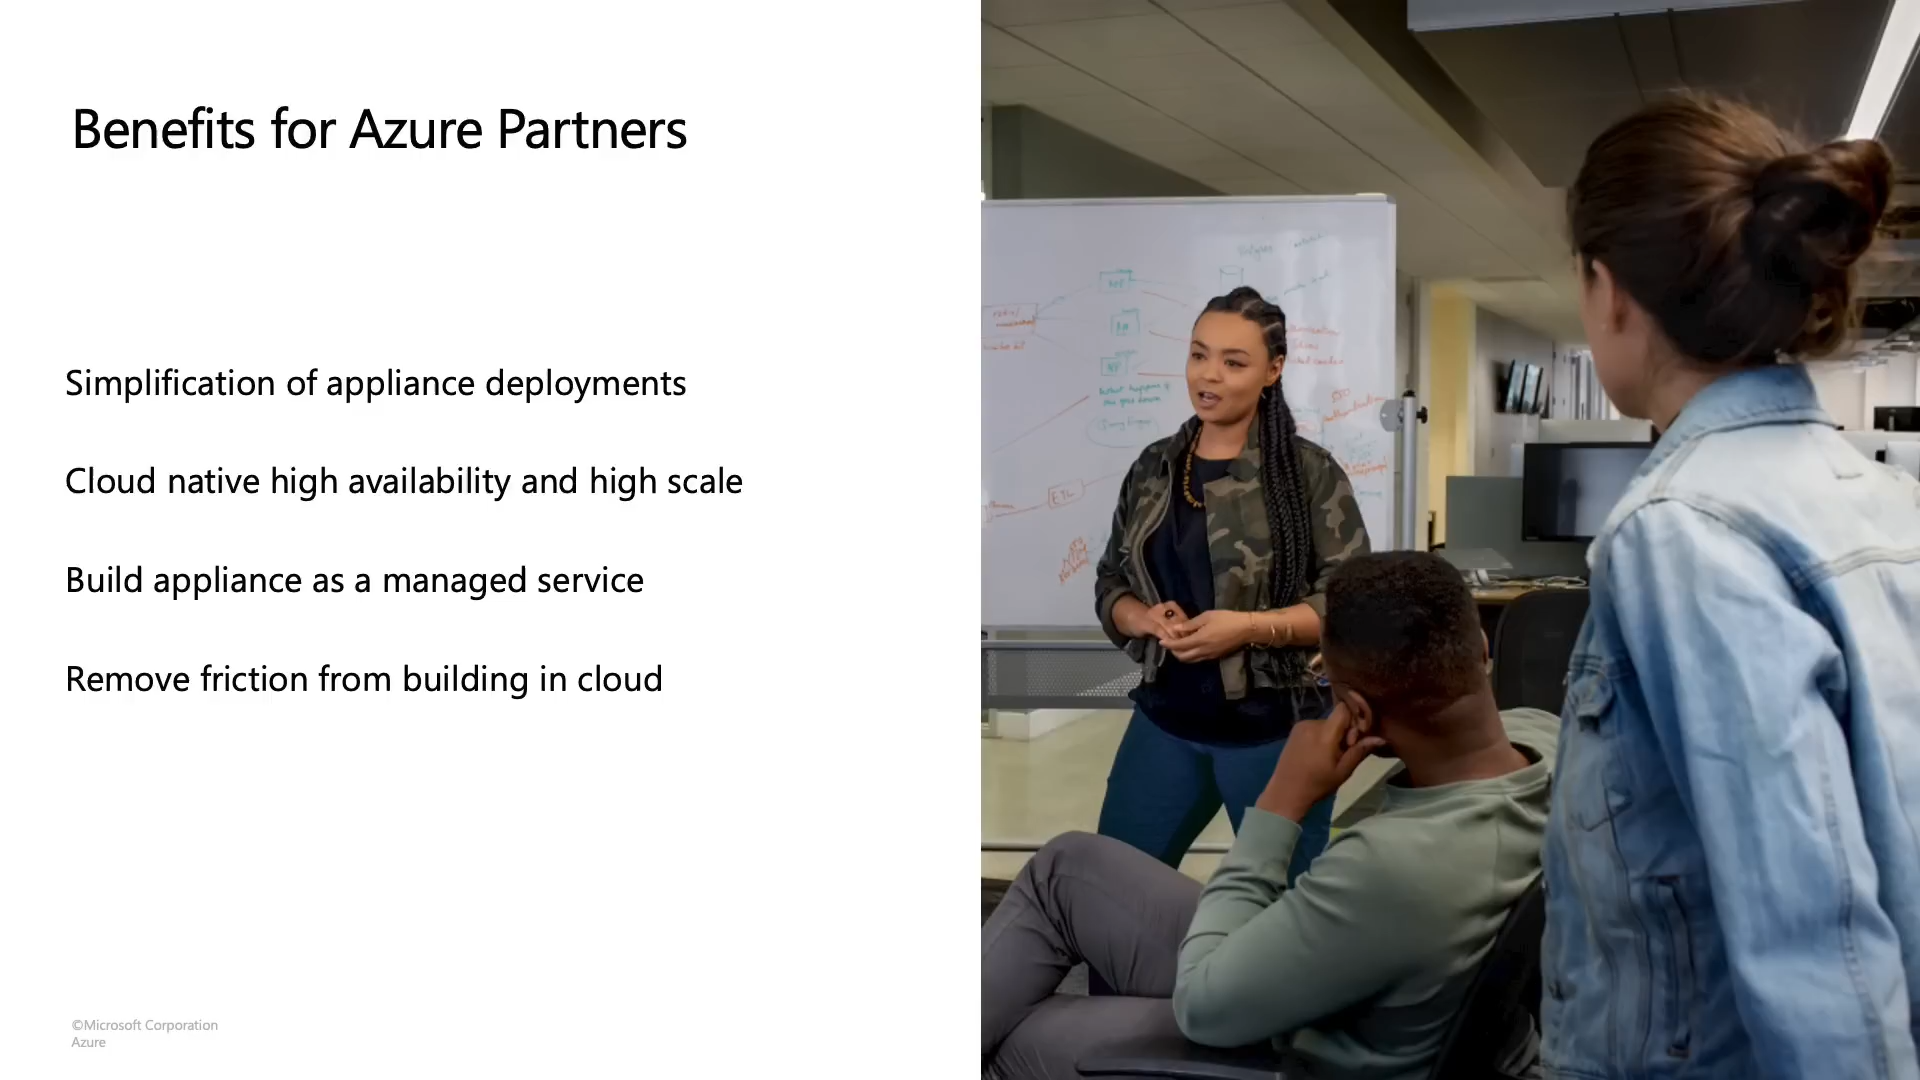 Benefits for Azure Partners
Simplification of appliance deployments
Cloud native high availability and high scale
Build appliance as a managed service
Remove friction from building in cloud
©Microsoft Corporation
Azure
ETL